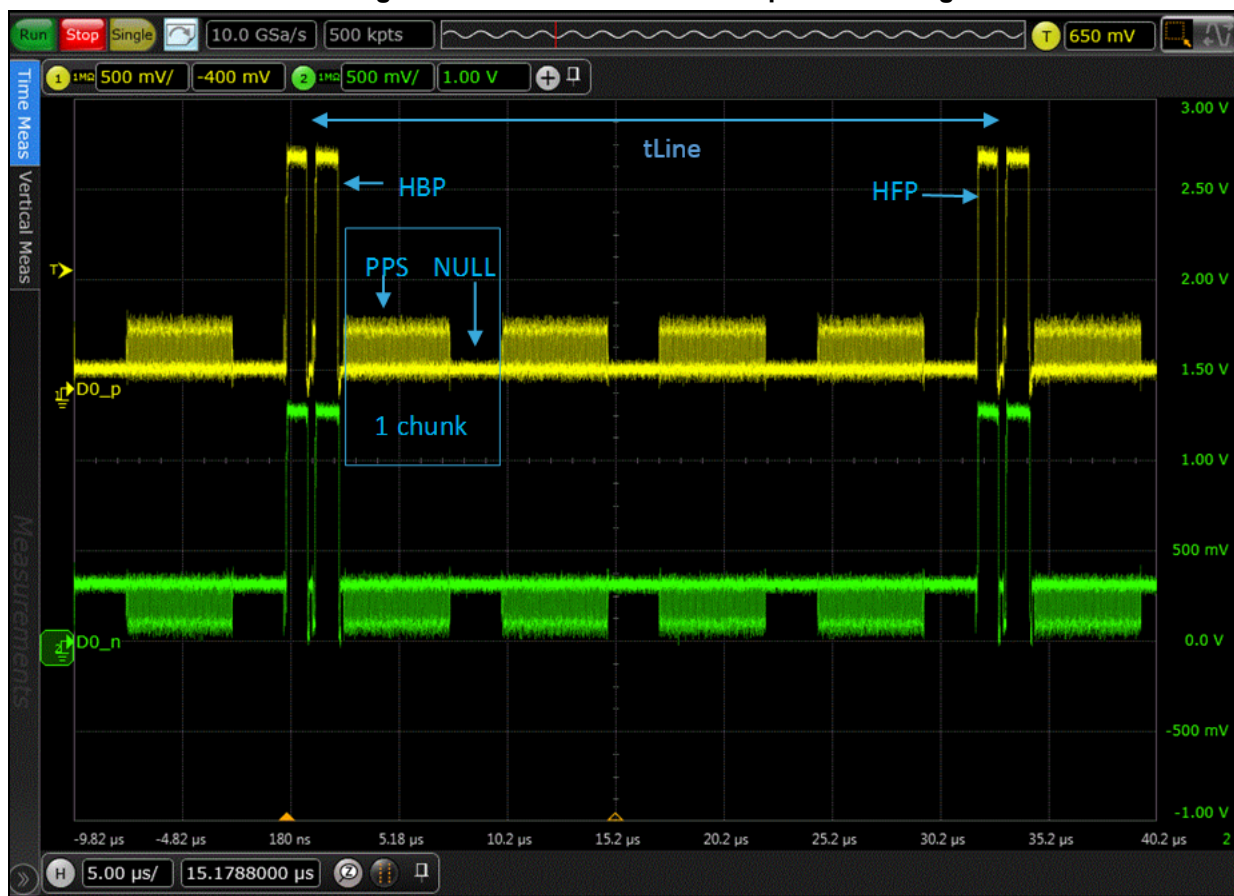 Run Stop Single 10.0 GSa/s 500 kpts T 650 mV
1 1MΩ 500 mV/ -400 mV 2 1MΩ 500 mV/ 1.00 V
Time Meas
Vertical Meas
Measurements
3.00 V
tLine
HBP
HFP
2.50 V
PPS NULL
T
2.00 V
1.50 V
1 D0_p
1 chunk
1.00 V
500 mV
2 D0_n
0.0 V
-500 mV
-1.00 V
-9.82 µs -4.82 µs 180 ns 5.18 µs 10.2 µs 15.2 µs 20.2 µs 25.2 µs 30.2 µs 35.2 µs 40.2 µs 2
H 5.00 µs/ 15.1788000 µs Z